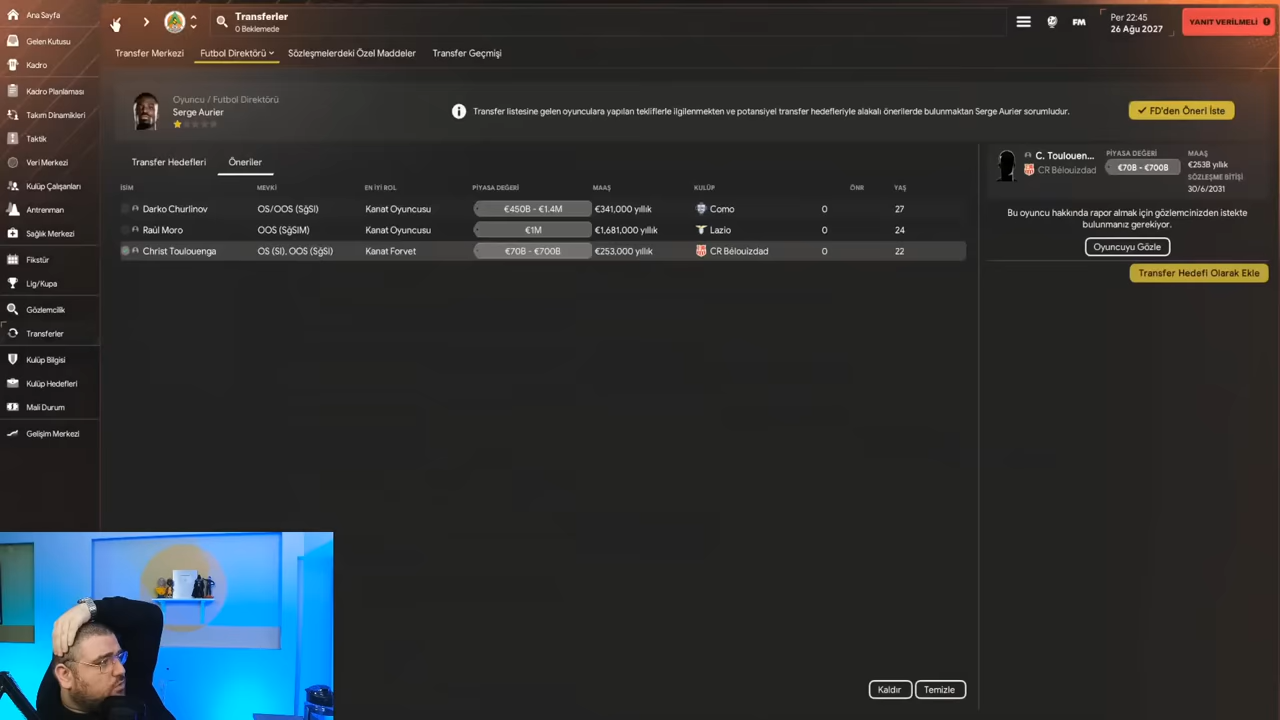 Ana Sayfa
Gelen Kutusu
Kadro
Kadro Planlaması
Takım Dinamikleri
Taktik
Veri Merkezi
Kulüp Çalışanları
Antrenman
Sağlık Merkezi
Fikstür
Lig/Kupa
Gözlemcilik
Transferler
Kulüp Bilgisi
Kulüp Hedefleri
Mali Durum
Gelişim Merkezi
Transferler
0 Beklemede
FM
Per 22:45
26 Ağu 2027
YANIT VERİLMELİ
Transfer Merkezi
Futbol Direktörü
Sözleşmelerdeki Özel Maddeler
Transfer Geçmişi
Oyuncu / Futbol Direktörü
Serge Aurier
Transfer listesine gelen oyunculara yapılan tekliflerle ilgilenmekten ve potansiyel transfer hedefleriyle alakalı önerilerde bulunmaktan Serge Aurier sorumludur.
FD'den Öneri İste
Transfer Hedefleri
Öneriler
İSİM MEVKİ EN İYİ ROL PİYASA DEĞERİ MAAŞ KULÜP ÖNR YAŞ
Darko Churlinov OS/OOS (SğSl) Kanat Oyuncusu €450B - €1.4M €341,000 yıllık Como 0 27
Raúl Moro OOS (SğSlM) Kanat Oyuncusu €1M €1,681,000 yıllık Lazio 0 24
Christ Toulouenga OS (Sl), OOS (SğSl) Kanat Forvet €70B - €700B €253,000 yıllık CR Bélouizdad 0 22
C. Toulouen...
CR Bélouizdad
PİYASA DEĞERİ
€70B - €700B
MAAŞ
€253B yıllık
SÖZLEŞME BİTİŞİ
30/6/2031
Bu oyuncu hakkında rapor almak için gözlemcinizden istekte
bulunmanız gerekiyor.
Oyuncuyu Gözle
Transfer Hedefi Olarak Ekle
Kaldır
Temizle